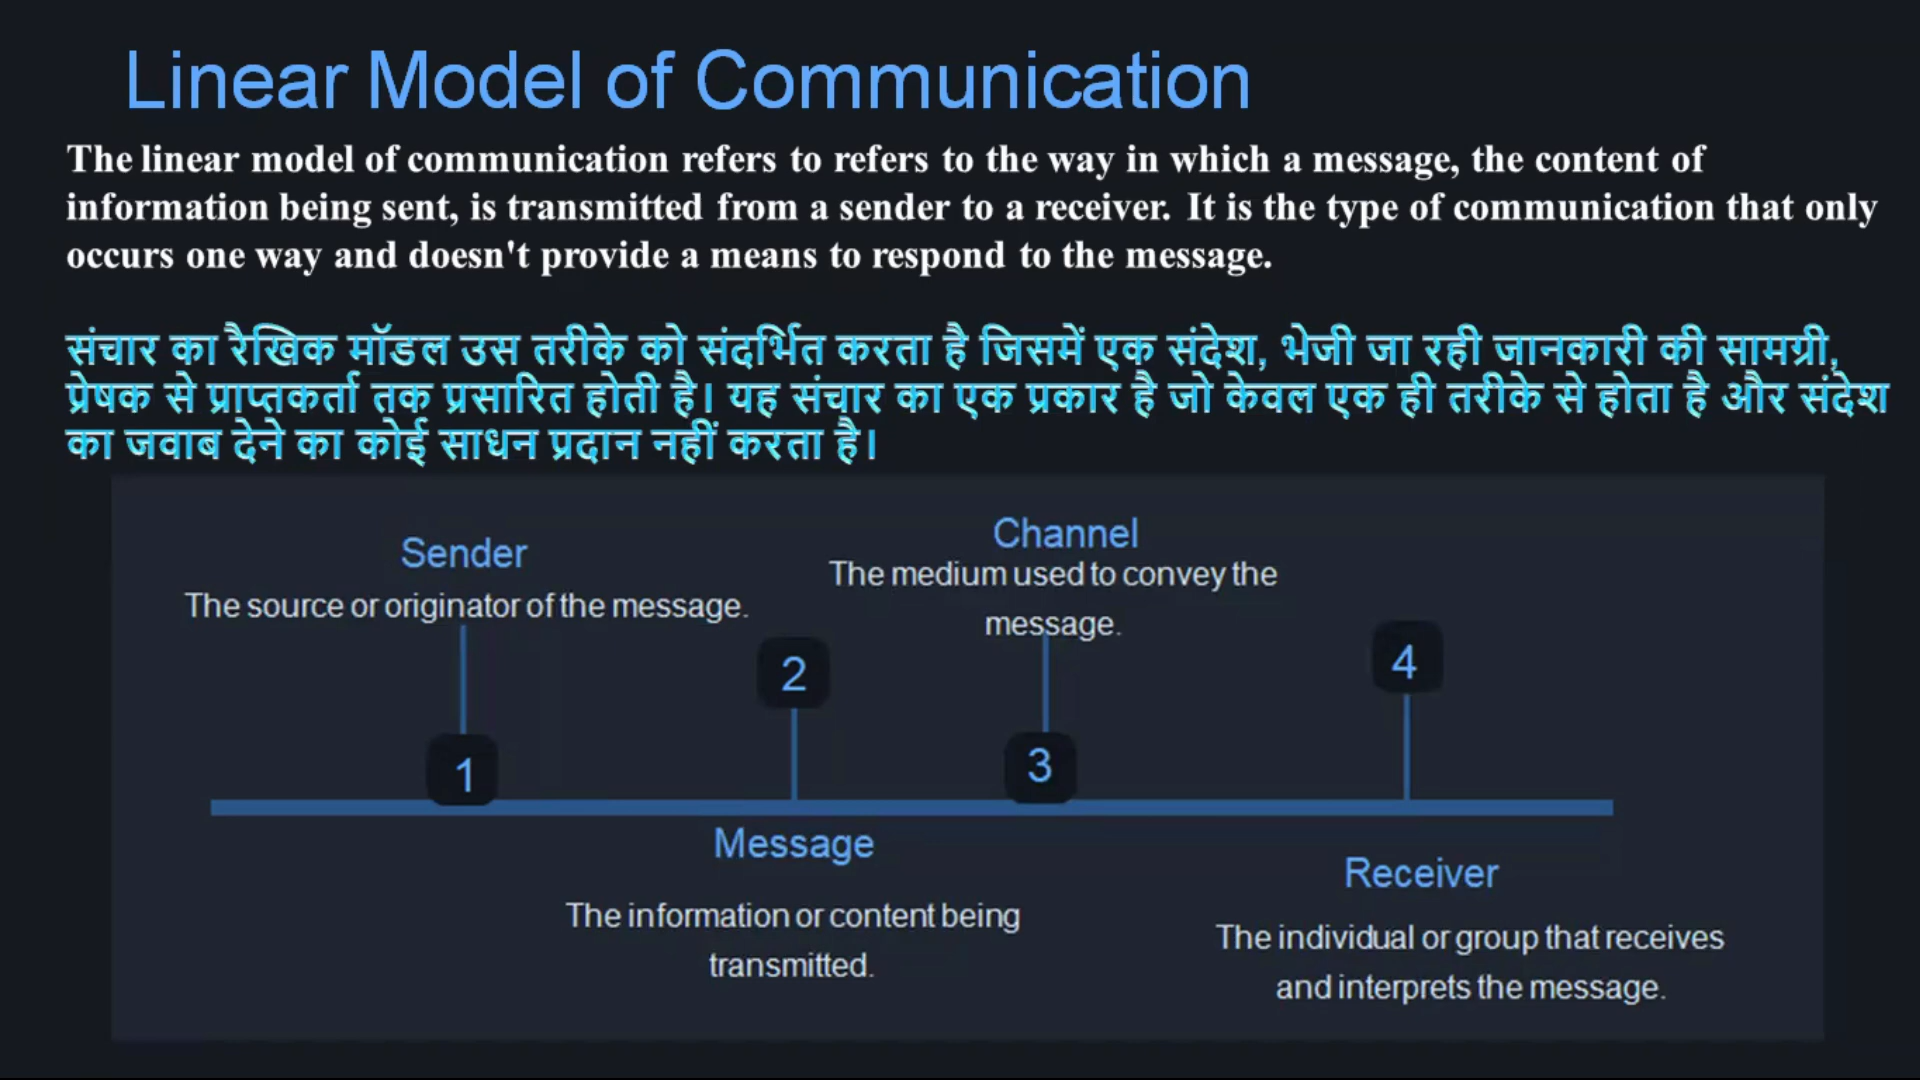 Linear Model of Communication
The linear model of communication refers to refers to the way in which a message, the content of
information being sent, is transmitted from a sender to a receiver. It is the type of communication that only
occurs one way and doesn't provide a means to respond to the message.
संचार का रैखिक मॉडल उस तरीके को संदर्भित करता है जिसमें एक संदेश, भेजी जा रही जानकारी की सामग्री,
प्रेषक से प्राप्तकर्ता तक प्रसारित होती है। यह संचार का एक प्रकार है जो केवल एक ही तरीके से होता है और संदेश
का जवाब देने का कोई साधन प्रदान नहीं करता है।
Sender
The source or originator of the message.
1
2
Message
The information or content being
transmitted.
Channel
The medium used to convey the
message.
3
4
Receiver
The individual or group that receives
and interprets the message.